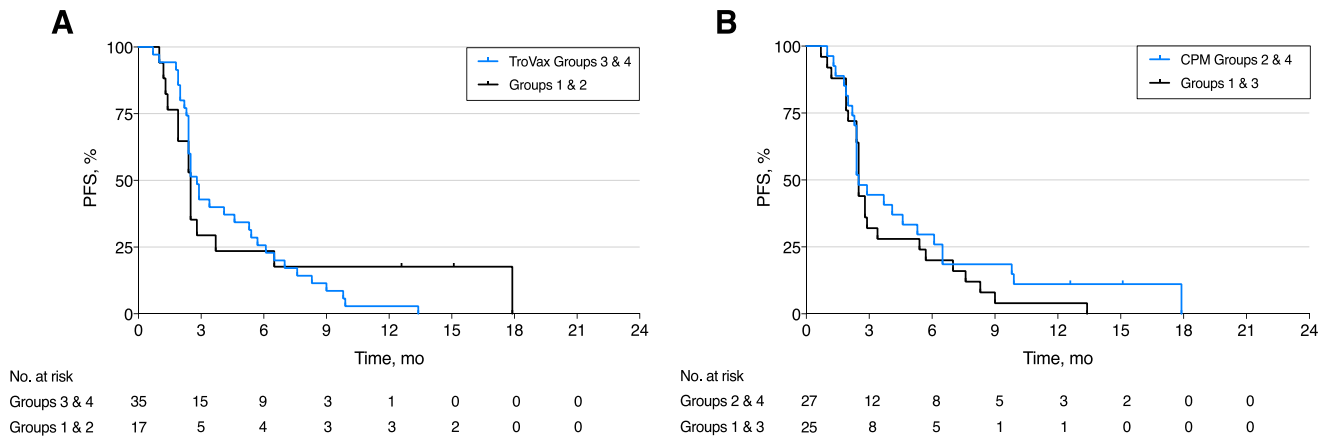 A
100
75
50
25
0
PFS, %
TroVax Groups 3 & 4
Groups 1 & 2
0 3 6 9 12 15 18 21 24
Time, mo
No. at risk
Groups 3 & 4 35 15 9 3 1 0 0 0
Groups 1 & 2 17 5 4 3 3 2 0 0
B
100
75
50
25
0
PFS, %
CPM Groups 2 & 4
Groups 1 & 3
0 3 6 9 12 15 18 21 24
Time, mo
No. at risk
Groups 2 & 4 27 12 8 5 3 2 0 0
Groups 1 & 3 25 8 5 1 1 0 0 0